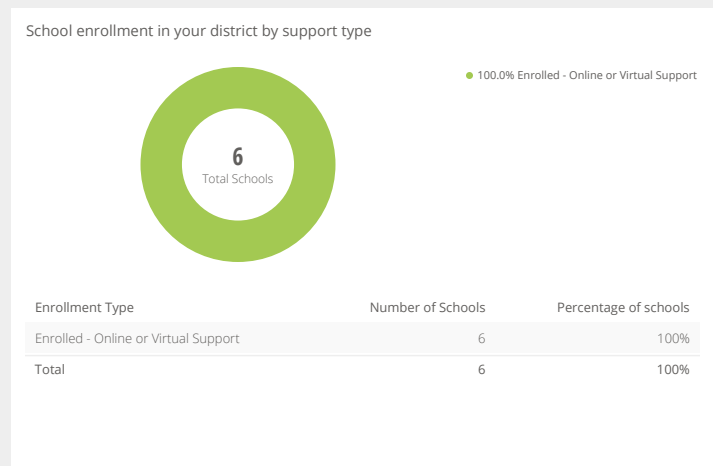 School enrollment in your district by support type
100.0% Enrolled - Online or Virtual Support
6
Total Schools
Enrollment Type Number of Schools Percentage of schools
Enrolled - Online or Virtual Support 6 100%
Total 6 100%